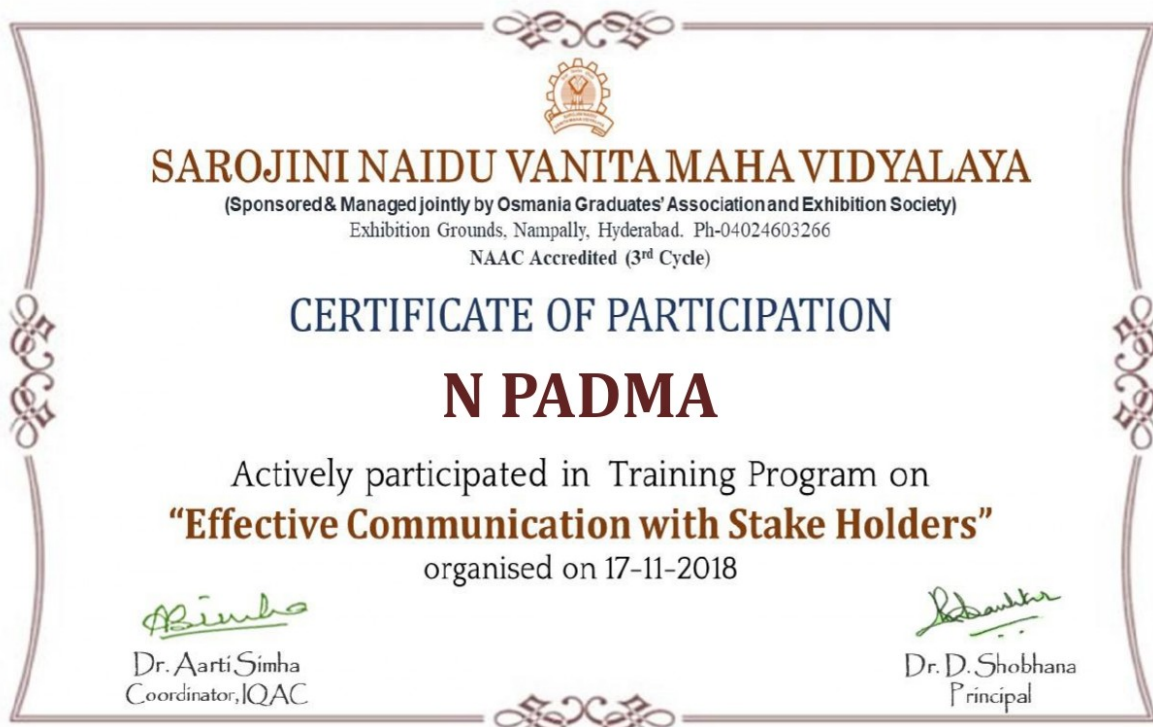 SAROJINI NAIDU VANITA MAHA VIDYALAYA
(Sponsored & Managed jointly by Osmania Graduates' Association and Exhibition Society)
Exhibition Grounds, Nampally, Hyderabad. Ph-04024603266
NAAC Accredited (3rd Cycle)
CERTIFICATE OF PARTICIPATION
N PADMA
Actively participated in Training Program on
“Effective Communication with Stake Holders”
organised on 17-11-2018
ASimha
Dr. Aarti Simha
Coordinator, IQAC
Dr. D. Shobhana
Principal